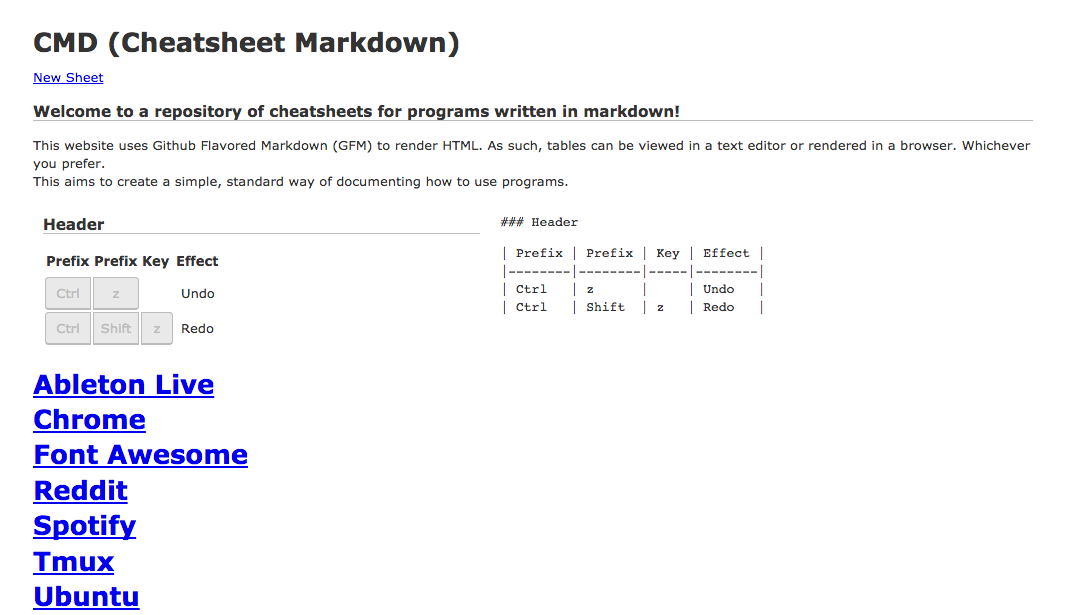 CMD (Cheatsheet Markdown)
New Sheet
Welcome to a repository of cheatsheets for programs written in markdown!
This website uses Github Flavored Markdown (GFM) to render HTML. As such, tables can be viewed in a text editor or rendered in a browser. Whichever
you prefer.
This aims to create a simple, standard way of documenting how to use programs.
Header
Prefix Prefix Key Effect
Ctrl z Undo
Ctrl Shift z Redo
### Header
| Prefix | Prefix | Key | Effect |
|--------|--------|-----|--------|
| Ctrl | z | | Undo |
| Ctrl | Shift | z | Redo |
Ableton Live
Chrome
Font Awesome
Reddit
Spotify
Tmux
Ubuntu